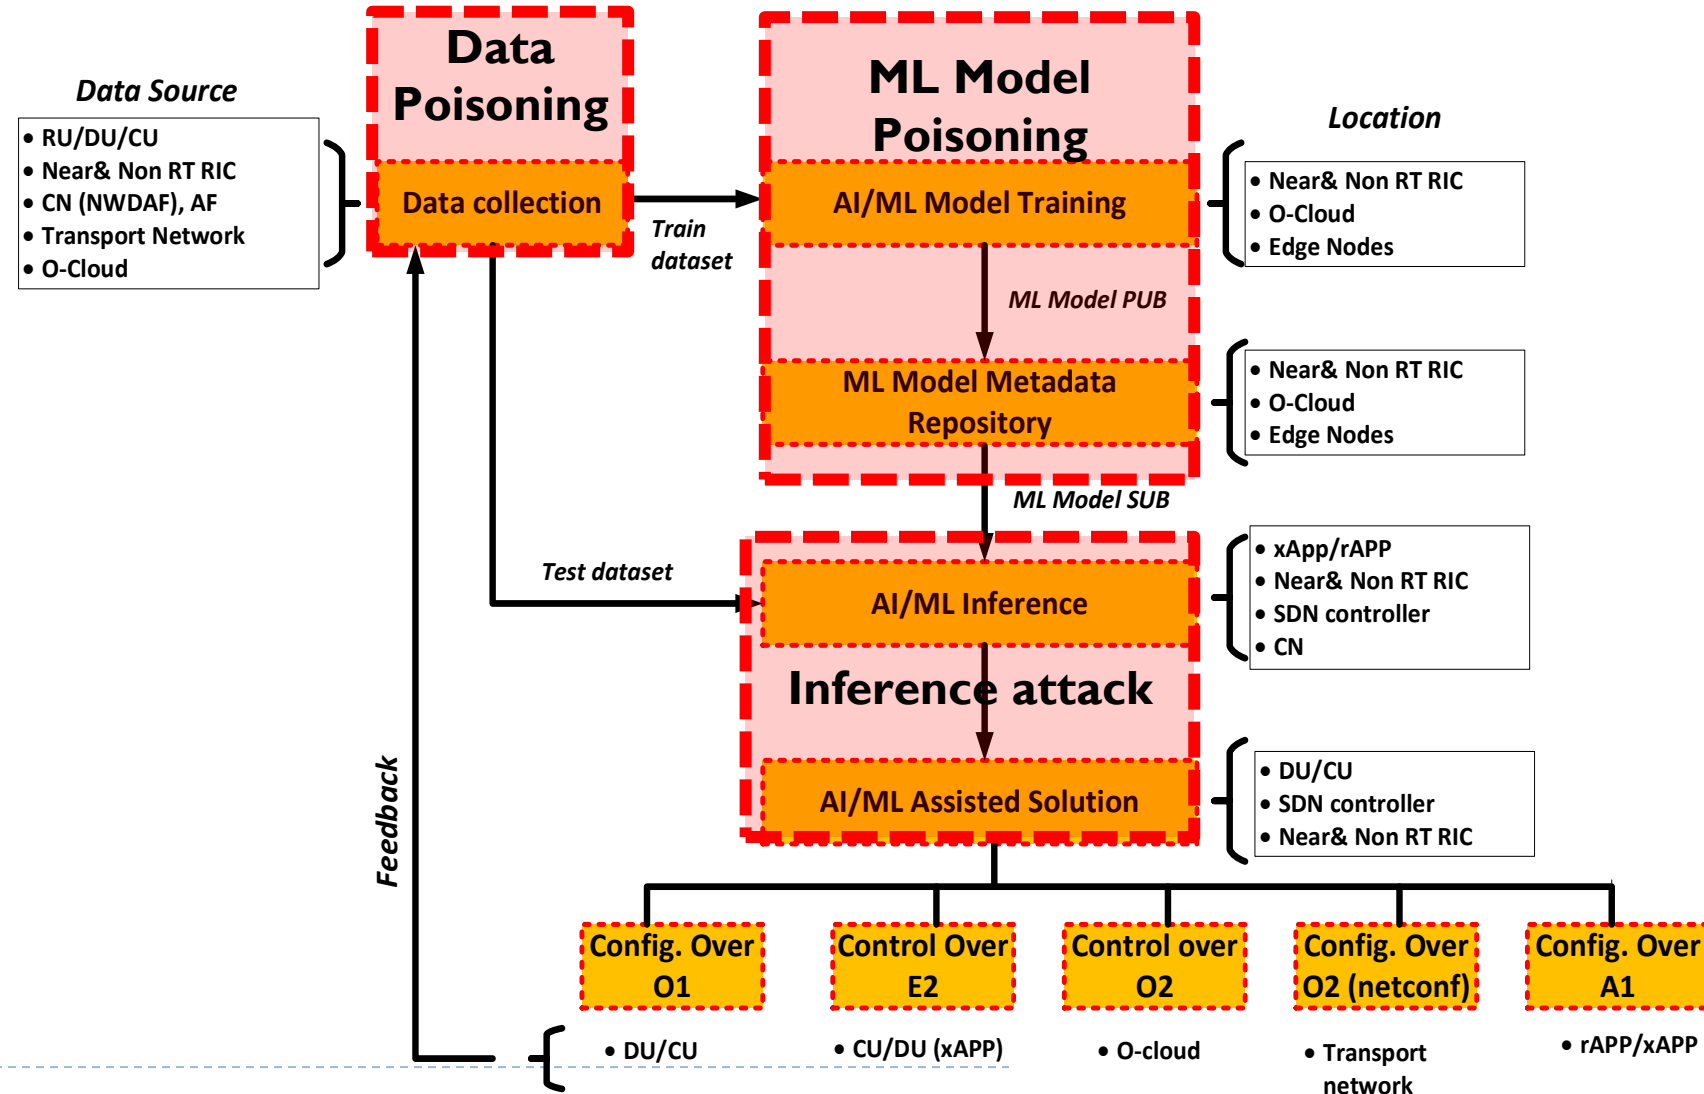 Data
Poisoning
ML Model
Poisoning
Data Source
• RU/DU/CU
• Near& Non RT RIC
• CN (NWDAF), AF
• Transport Network
• O-Cloud
Data collection
Train
dataset
AI/ML Model Training
Location
• Near& Non RT RIC
• O-Cloud
• Edge Nodes
ML Model PUB
ML Model Metadata
Repository
• Near& Non RT RIC
• O-Cloud
• Edge Nodes
ML Model SUB
Test dataset
AI/ML Inference
• xApp/rAPP
• Near& Non RT RIC
• SDN controller
• CN
Inference attack
AI/ML Assisted Solution
• DU/CU
• SDN controller
• Near& Non RT RIC
Feedback
Config. Over
O1
Control Over
E2
Control over
O2
Config. Over
O2 (netconf)
Config. Over
A1
• DU/CU
• CU/DU (xAPP)
• O-cloud
• Transport
network
• rAPP/xAPP